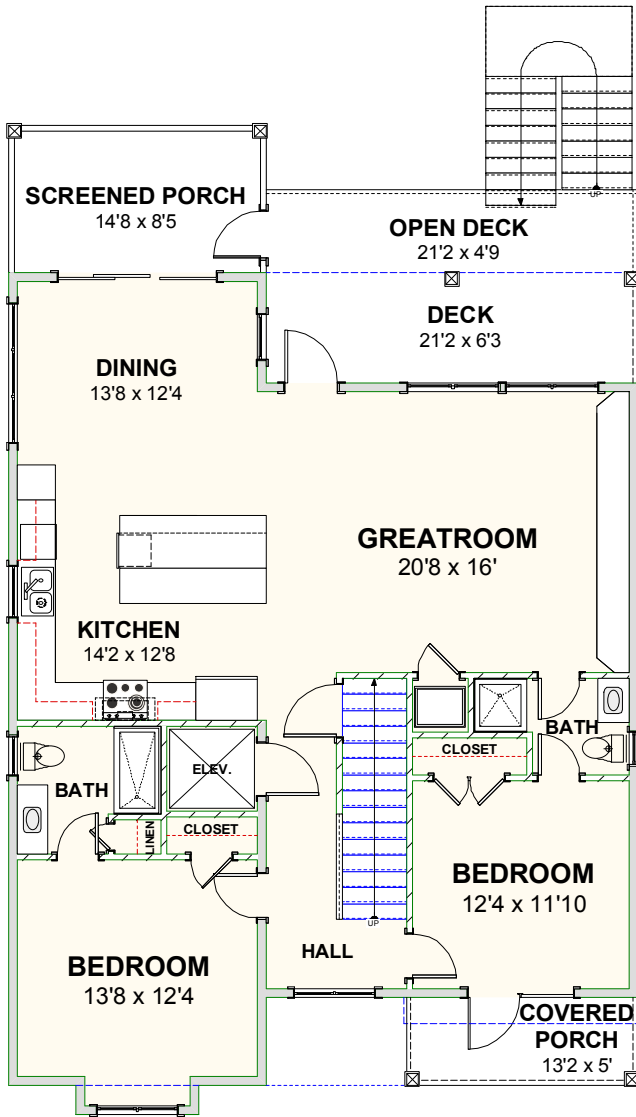 UP
SCREENED PORCH
14'8 x 8'5
OPEN DECK
21'2 x 4'9
DECK
21'2 x 6'3
DINING
13'8 x 12'4
GREATROOM
20'8 x 16'
KITCHEN
14'2 x 12'8
BATH
CLOSET
ELEV.
BATH
LINEN
CLOSET
BEDROOM
12'4 x 11'10
UP
HALL
BEDROOM
13'8 x 12'4
COVERED
PORCH
13'2 x 5'